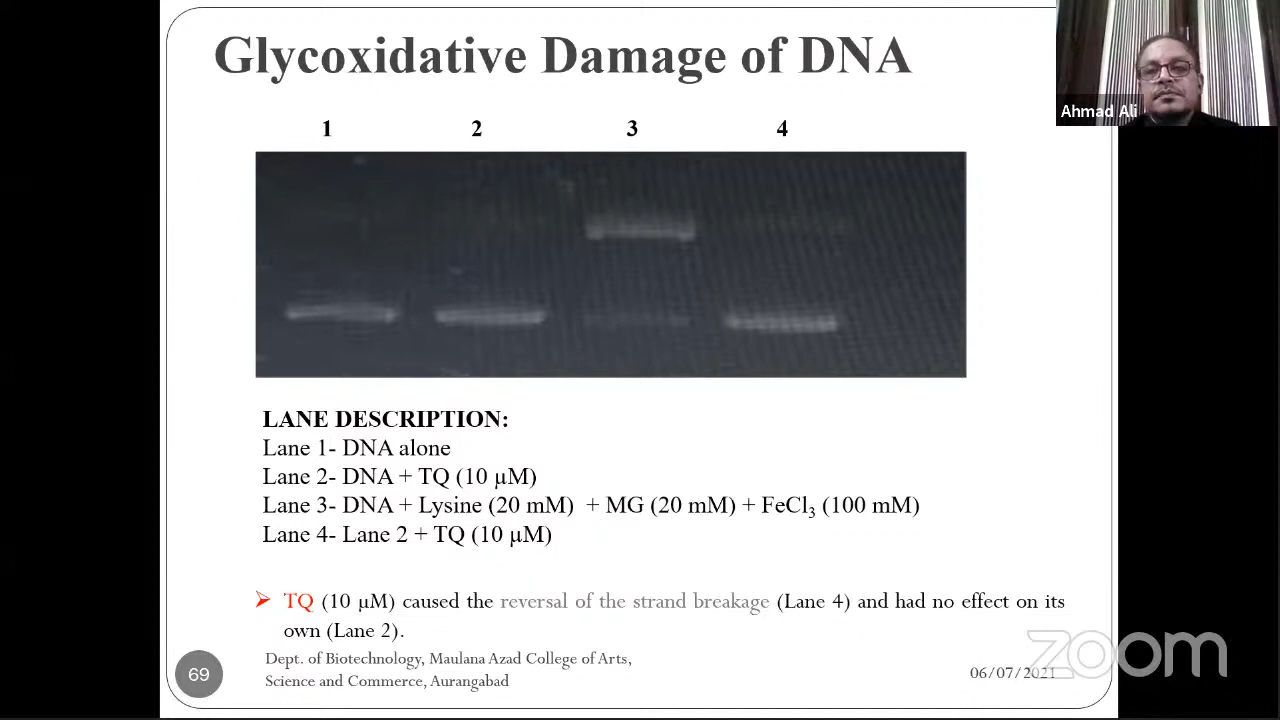 Glycoxidative Damage of DNA
Ahmad Ali
1 2 3 4
LANE DESCRIPTION:
Lane 1- DNA alone
Lane 2- DNA + TQ (10 µM)
Lane 3- DNA + Lysine (20 mM) + MG (20 mM) + FeCl₃ (100 mM)
Lane 4- Lane 2 + TQ (10 µM)
➢ TQ (10 µM) caused the reversal of the strand breakage (Lane 4) and had no effect on its
own (Lane 2).
zoom
69
Dept. of Biotechnology, Maulana Azad College of Arts,
Science and Commerce, Aurangabad
06/07/2021